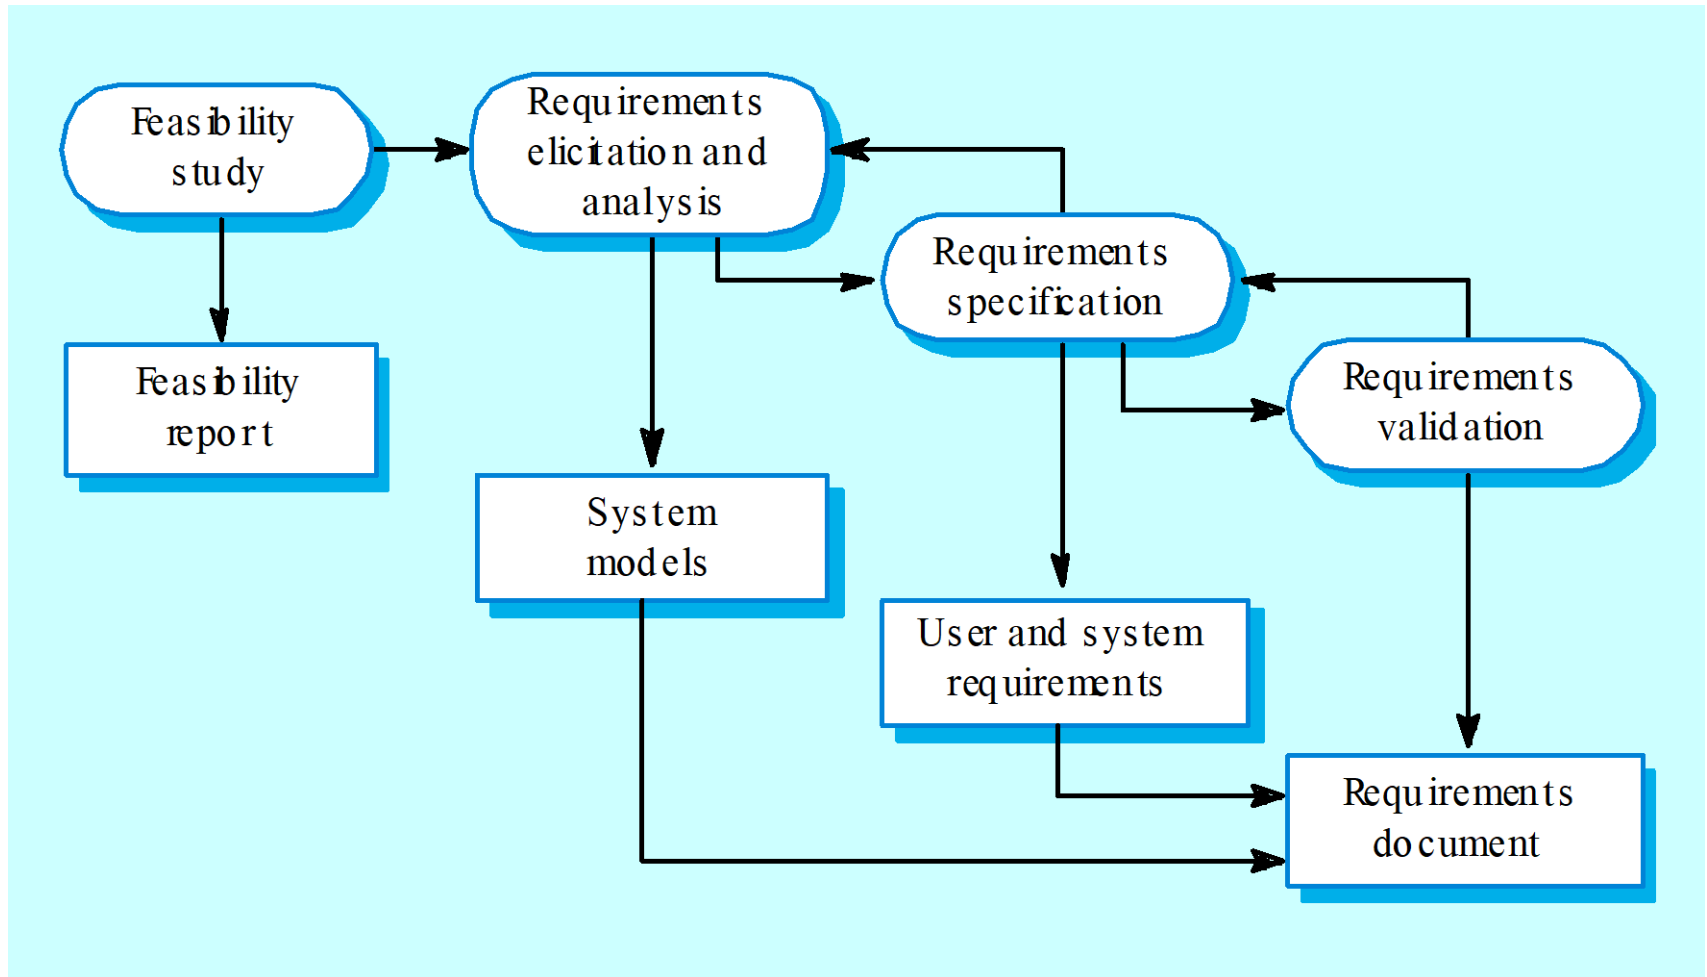 Feasibility
study
Requirements
elicitation and
analysis
Requirements
specification
Feasibility
report
Requirements
validation
System
models
User and system
requirements
Requirements
document